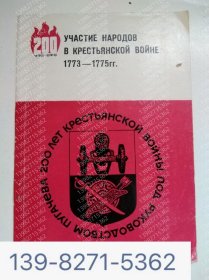 200
УЧАСТИЕ НАРОДОВ
В КРЕСТЬЯНСКОЙ ВОЙНЕ
1773—1775гг.
200 ЛЕТ КРЕСТЬЯНСКОЙ ВОЙНЫ ПОД РУКОВОДСТВОМ ПУГАЧЕВА
139-8271-5362